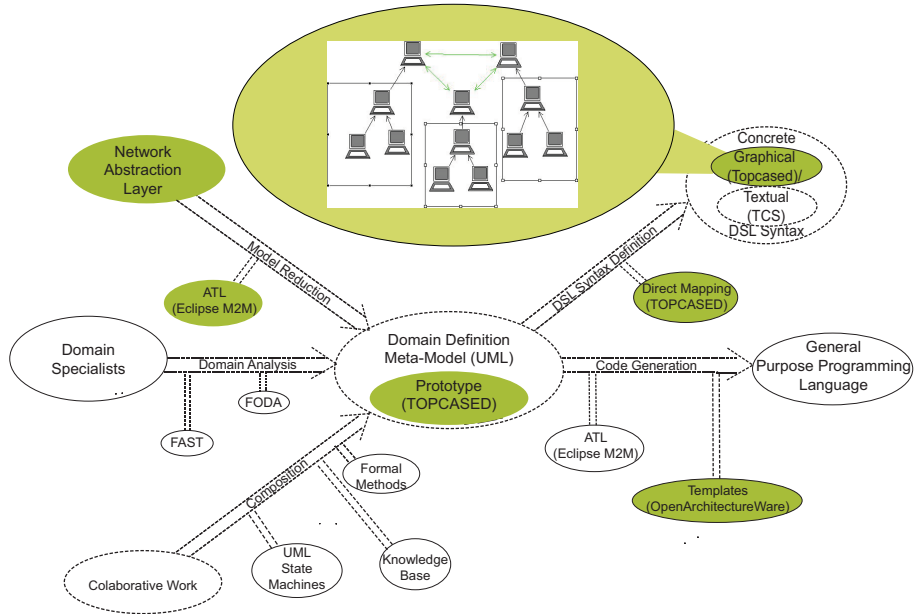 Network
Abstraction
Layer
Concrete
Graphical
(Topcased)/
Textual
(TCS)
DSL Syntax
Model Reduction
DSL Syntax Definition
ATL
(Eclipse M2M)
Direct Mapping
(TOPCASED)
Domain
Specialists
. .
Domain Analysis
FODA
FAST
Domain Definition
Meta-Model (UML)
Prototype
(TOPCASED)
Code Generation
General
Purpose Programming
Language
ATL
(Eclipse M2M)
Templates
(OpenArchitectureWare)
. .
Composition
Formal
Methods
. .
UML
State
Machines
Knowledge
Base
Colaborative Work